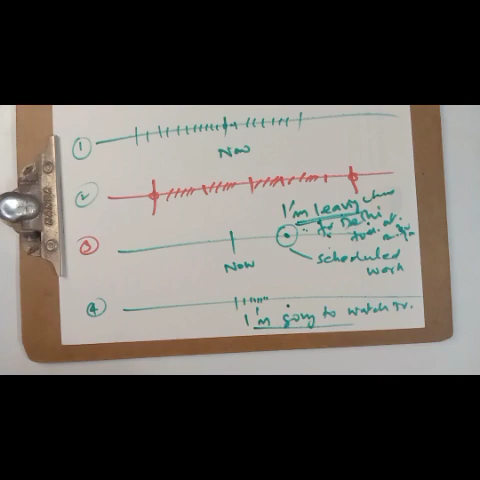 1
Now
2
I'm leaving
for Delhi
3
Now
scheduled
work
4
I'm going to watch TV.